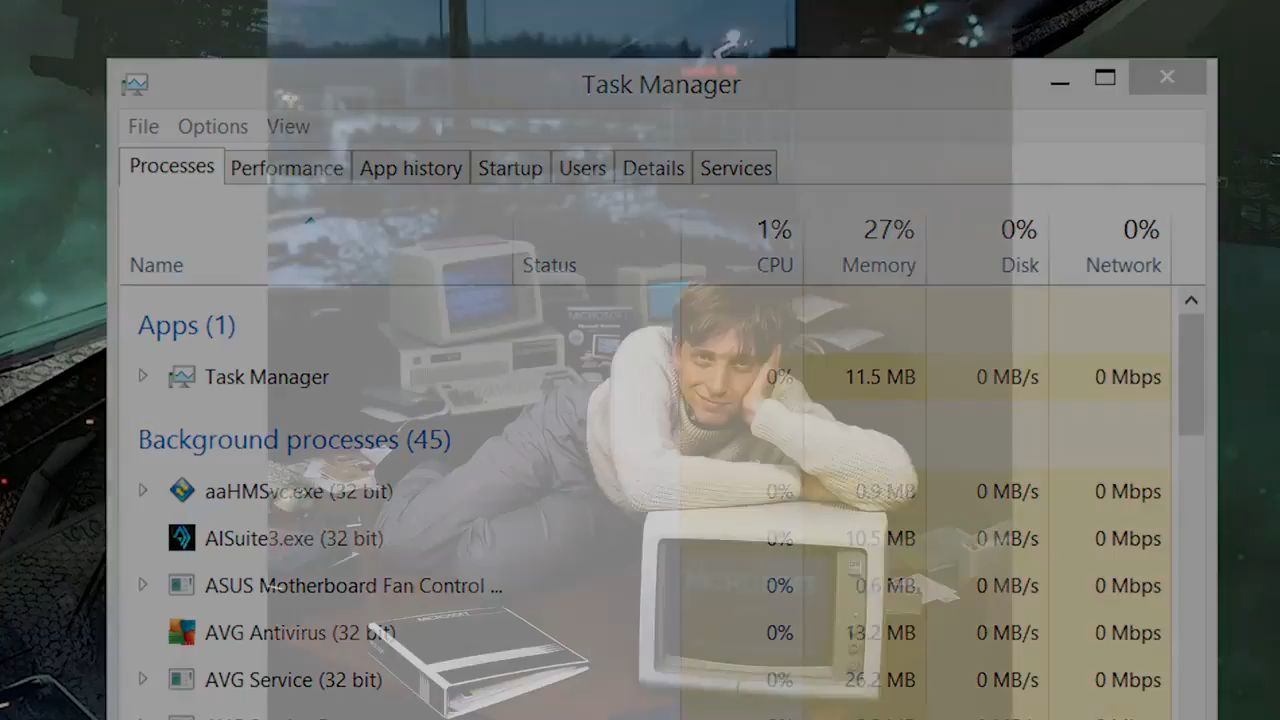 Task Manager
File Options View
Processes Performance App history Startup Users Details Services
1% 27% 0% 0%
Name Status CPU Memory Disk Network
Apps (1)
Task Manager 0% 11.5 MB 0 MB/s 0 Mbps
Background processes (45)
aaHMSvc.exe (32 bit) 0% 0.9 MB 0 MB/s 0 Mbps
AISuite3.exe (32 bit) 0% 10.5 MB 0 MB/s 0 Mbps
ASUS Motherboard Fan Control ... 0% 0.6 MB 0 MB/s 0 Mbps
AVG Antivirus (32 bit) 0% 13.2 MB 0 MB/s 0 Mbps
AVG Service (32 bit) 0% 26.2 MB 0 MB/s 0 Mbps
MICROSOFT